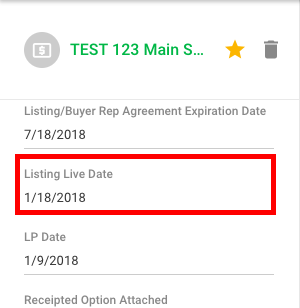 TEST 123 Main S...
Listing/Buyer Rep Agreement Expiration Date
7/18/2018
Listing Live Date
1/18/2018
LP Date
1/9/2018
Receipted Option Attached